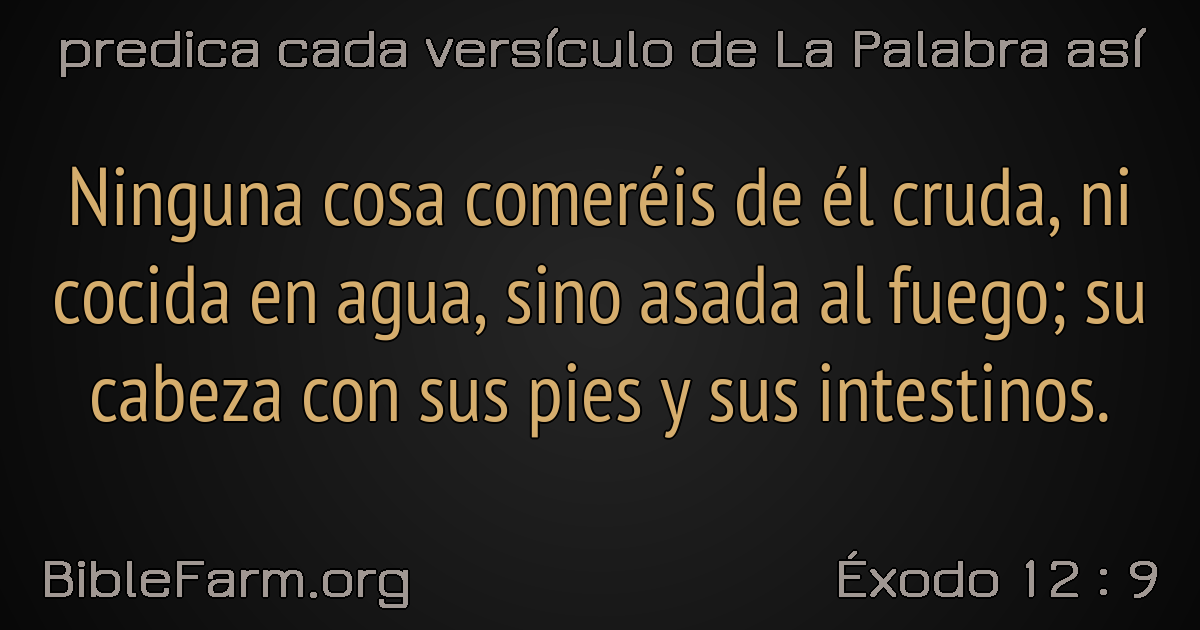 predica cada versículo de La Palabra así
Ninguna cosa comeréis de él cruda, ni
cocida en agua, sino asada al fuego; su
cabeza con sus pies y sus intestinos.
BibleFarm.org
Éxodo 12 : 9